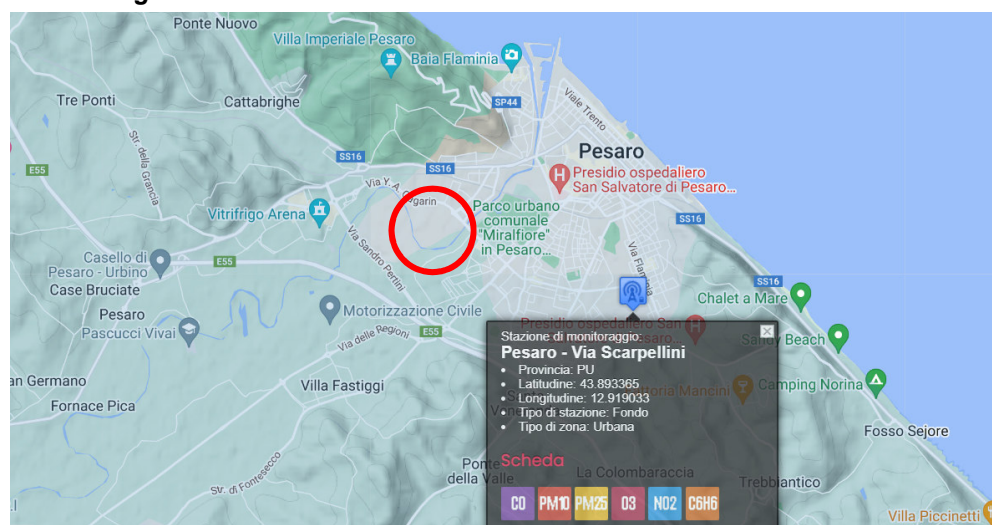 Ponte Nuovo
Villa Imperiale Pesaro
Baia Flaminia
Tre Ponti
Cattabrighe
SP44
Viale Trento
Str. della Grancia
SS16
SS16
E55
Pesaro
Presidio ospedaliero
San Salvatore di Pesaro...
Via Y. A. Gagarin
Vitrifrigo Arena
Parco urbano
comunale
"Miralfiore"
in Pesaro...
SS16
Via Sandro Pertini
Via Flaminia
Casello di
Pesaro - Urbino
E55
Case Bruciate
SS16
Chalet a Mare
Pesaro
Motorizzazione Civile
Pascucci Vivai
Via delle Regioni
E55
Presidio ospedaliero San
Sandy Beach
Stazione di monitoraggio:
Pesaro - Via Scarpellini
• Provincia: PU
• Latitudine: 43.893365
• Longitudine: 12.919033
• Tipo di stazione: Fondo
• Tipo di zona: Urbana
Scheda
CO PM10 PM25 O3 NO2 C6H6
Mancini
Camping Norina
Villa Fastiggi
Fornace Pica
Fosso Sejore
Ponte
della Valle
La Colombaraccia
Trebbiantico
Str. di Fontesecco
Villa Piccinetti